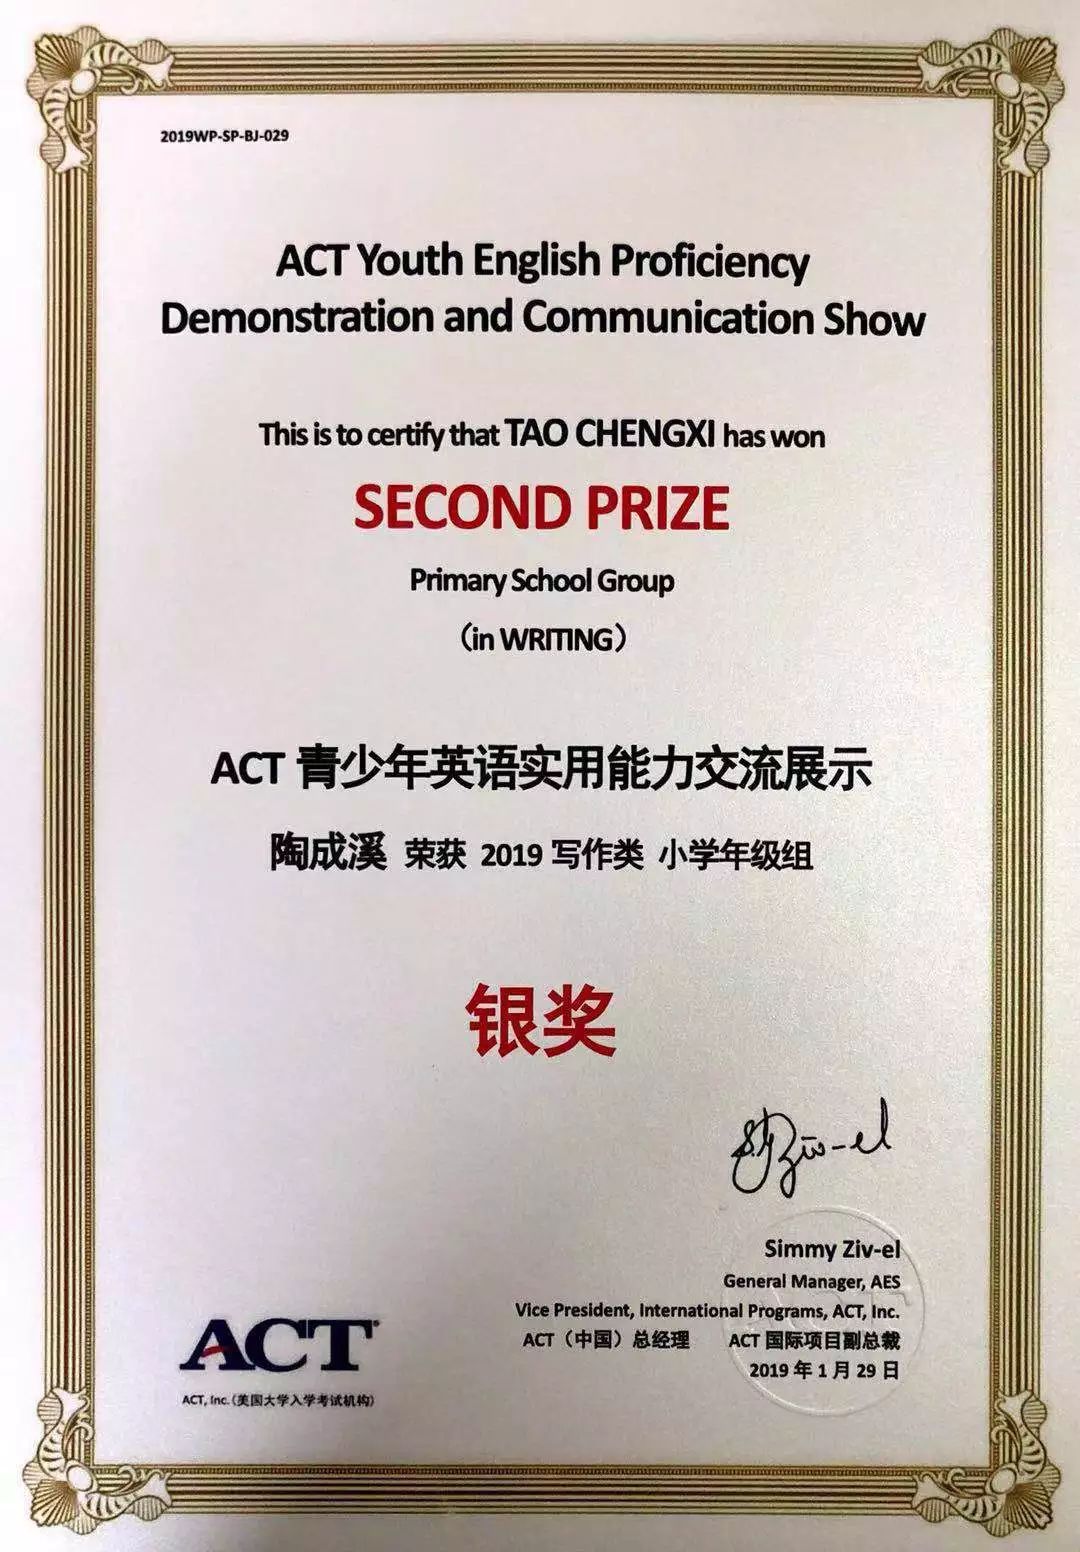 2019WP-SP-BJ-029
ACT Youth English Proficiency
Demonstration and Communication Show
This is to certify that TAO CHENGXI has won
SECOND PRIZE
Primary School Group
（in WRITING）
ACT 青少年英语实用能力交流展示
陶成溪 荣获 2019 写作类 小学年级组
银奖
Simmy Ziv-el
General Manager, AES
Vice President, International Programs, ACT, Inc.
ACT（中国）总经理 ACT 国际项目副总裁
2019 年 1 月 29 日
ACT
ACT, Inc.(美国大学入学考试机构)